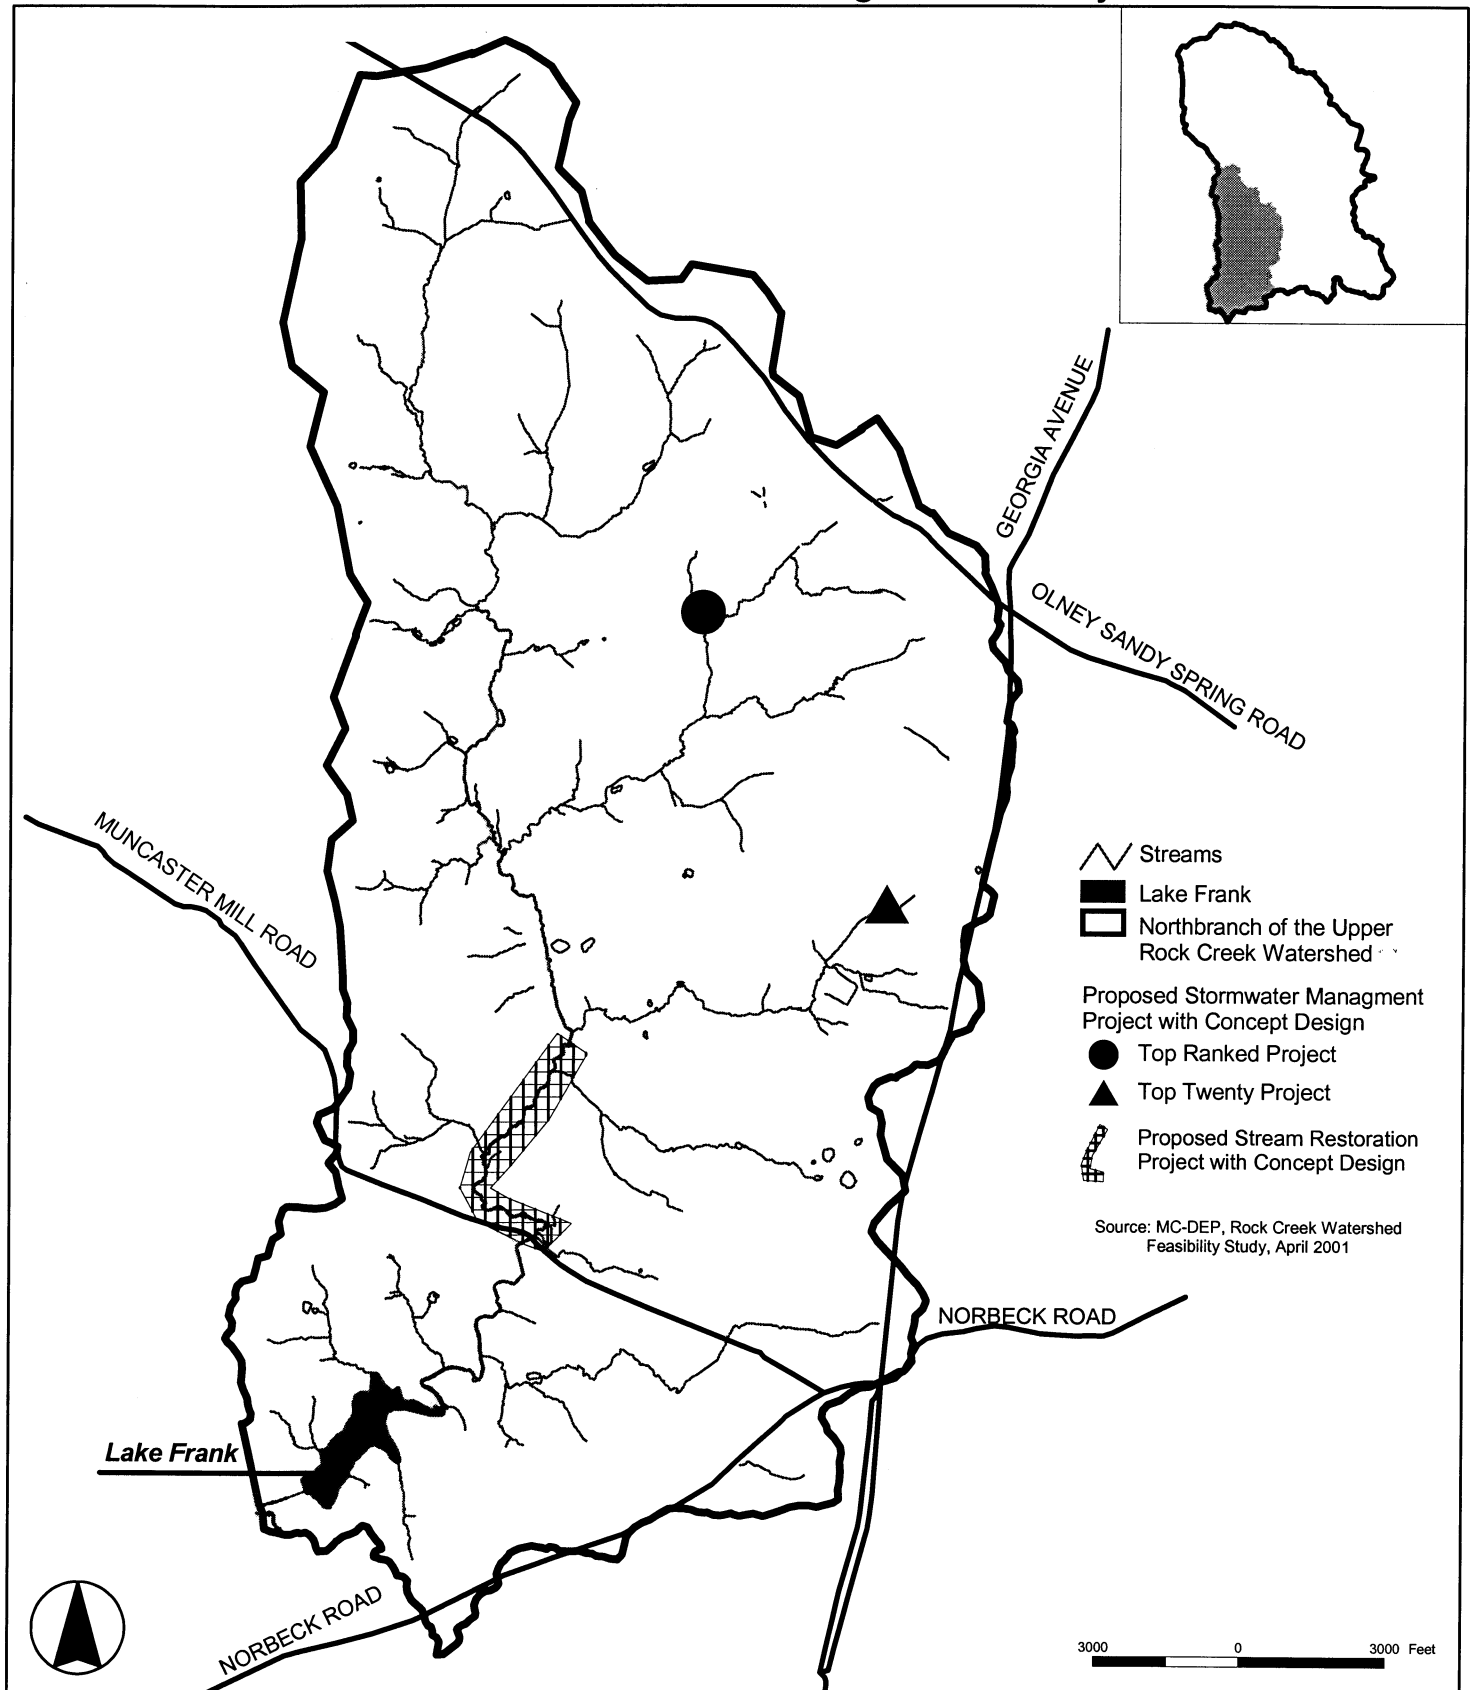 GEORGIA AVENUE
OLNEY SANDY SPRING ROAD
MUNCASTER MILL ROAD
Streams
Lake Frank
Northbranch of the Upper
Rock Creek Watershed
Proposed Stormwater Managment
Project with Concept Design
Top Ranked Project
Top Twenty Project
Proposed Stream Restoration
Project with Concept Design
Source: MC-DEP, Rock Creek Watershed
Feasibility Study, April 2001
NORBECK ROAD
Lake Frank
NORBECK ROAD
3000 0 3000 Feet